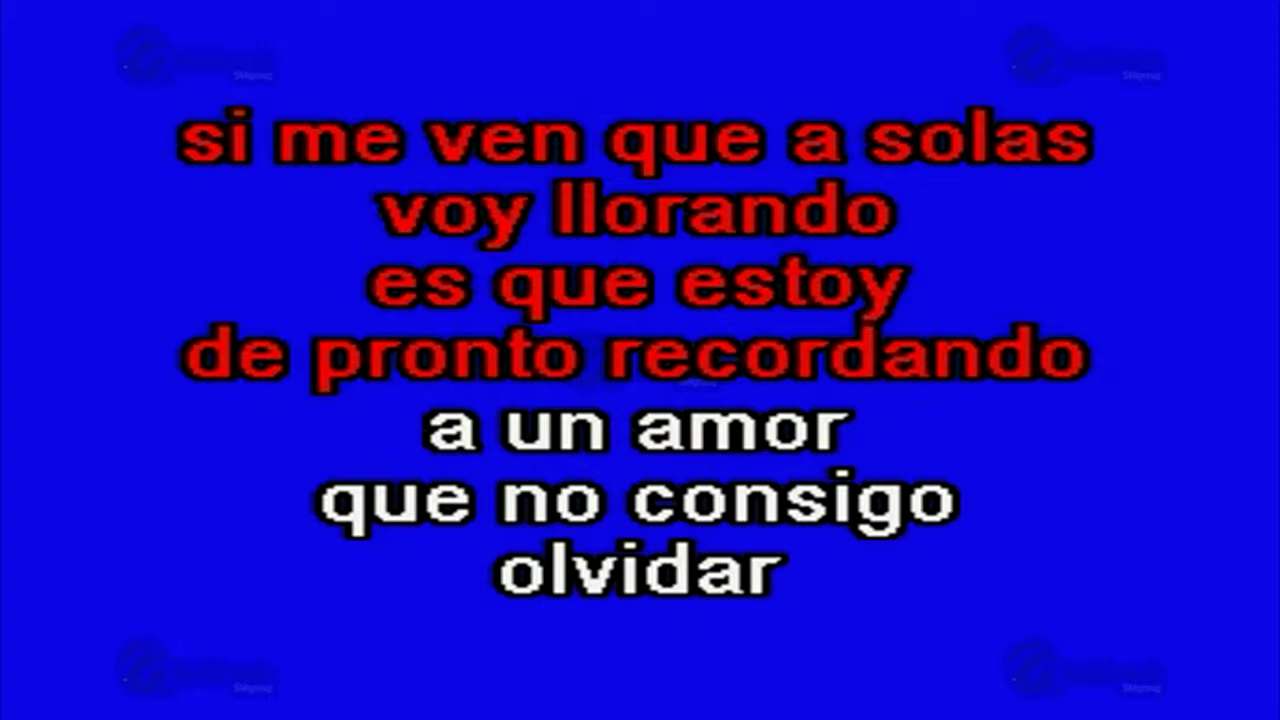 si me ven que a solas
voy llorando
es que estoy
de pronto recordando
a un amor
que no consigo
olvidar